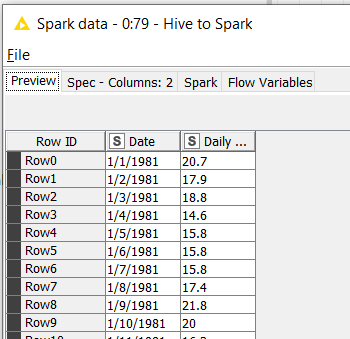 Spark data - 0:79 - Hive to Spark
File
Preview Spec - Columns: 2 Spark Flow Variables
Row ID S Date S Daily ...
Row0 1/1/1981 20.7
Row1 1/2/1981 17.9
Row2 1/3/1981 18.8
Row3 1/4/1981 14.6
Row4 1/5/1981 15.8
Row5 1/6/1981 15.8
Row6 1/7/1981 15.8
Row7 1/8/1981 17.4
Row8 1/9/1981 21.8
Row9 1/10/1981 20